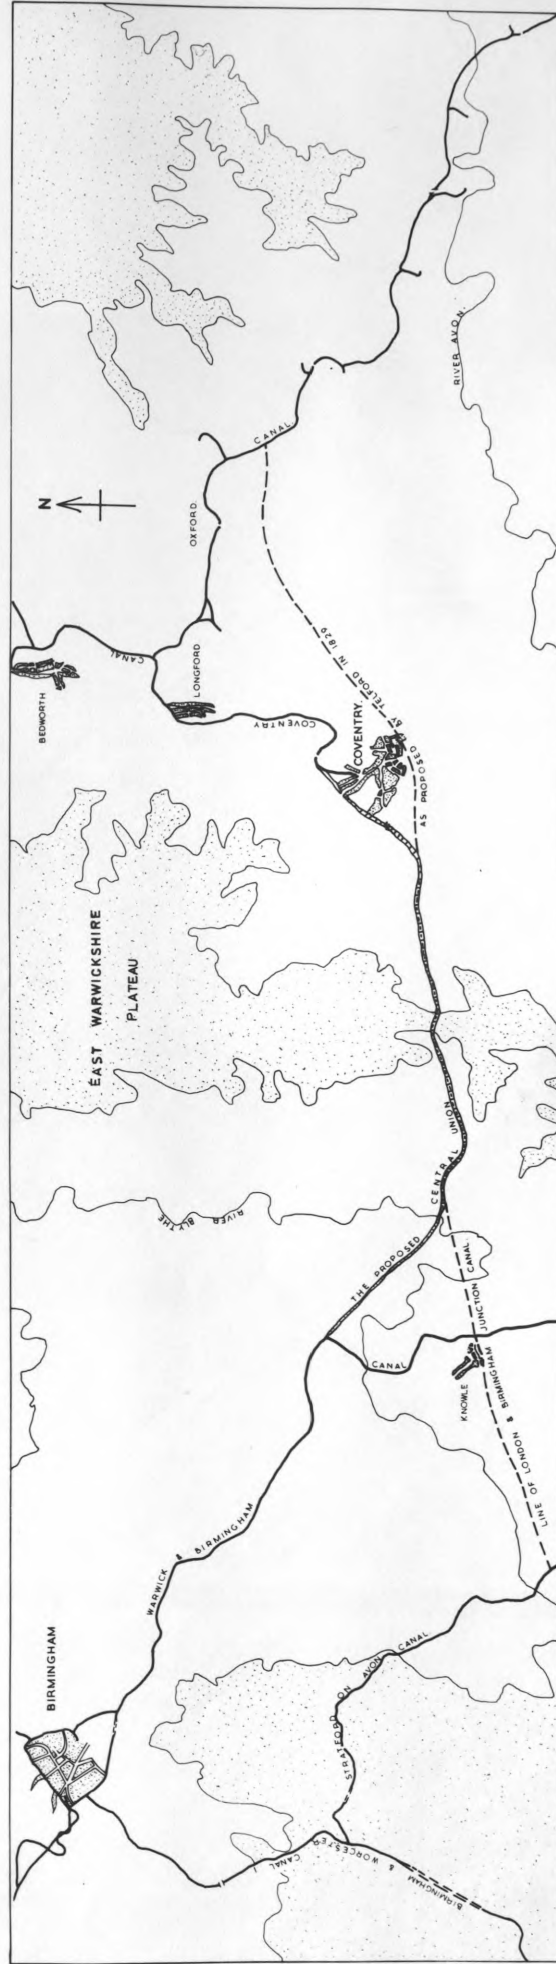 BIRMINGHAM
WARWICK & BIRMINGHAM
CANAL
STRATFORD ON AVON CANAL
BIRMINGHAM & WORCESTER CANAL
KNOWLE
LINE OF LONDON & BIRMINGHAM JUNCTION CANAL.
THE PROPOSED CENTRAL UNION
RIVER BLYTHE
EAST WARWICKSHIRE
PLATEAU
BEDWORTH
CANAL
LONGFORD
COVENTRY
COVENTRY.
AS PROPOSED BY TELFORD IN 1829
N
OXFORD
CANAL.
RIVER AVON.